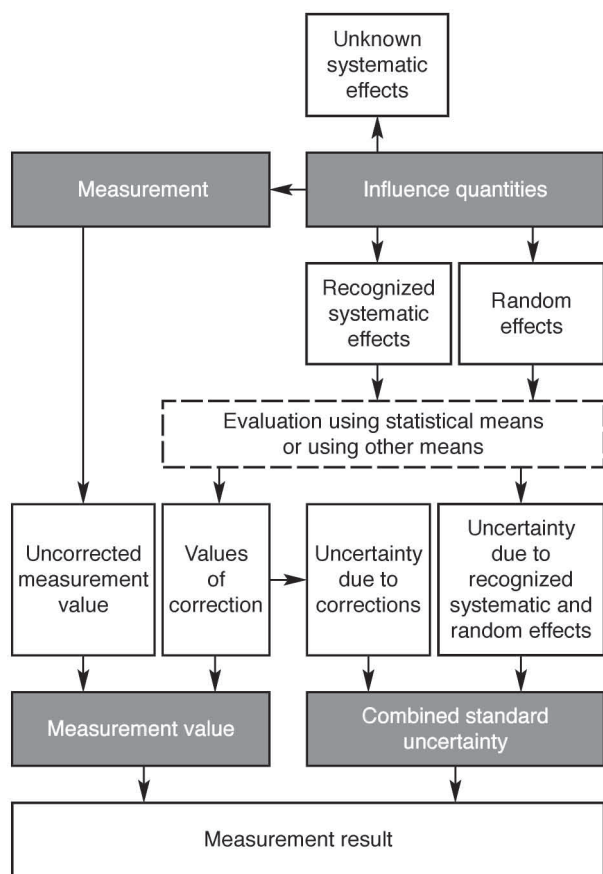 Unknown
systematic
effects
Measurement
Influence quantities
Recognized
systematic
effects
Random
effects
Evaluation using statistical means
or using other means
Uncorrected
measurement
value
Values
of
correction
Uncertainty
due to
corrections
Uncertainty
due to
recognized
systematic and
random effects
Measurement value
Combined standard
uncertainty
Measurement result